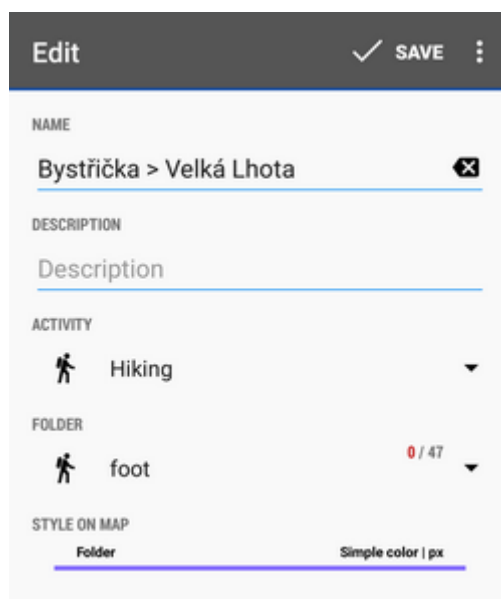 Edit SAVE
NAME
Bystřička > Velká Lhota
DESCRIPTION
Description
ACTIVITY
Hiking
FOLDER
foot 0 / 47
STYLE ON MAP
Folder Simple color | px